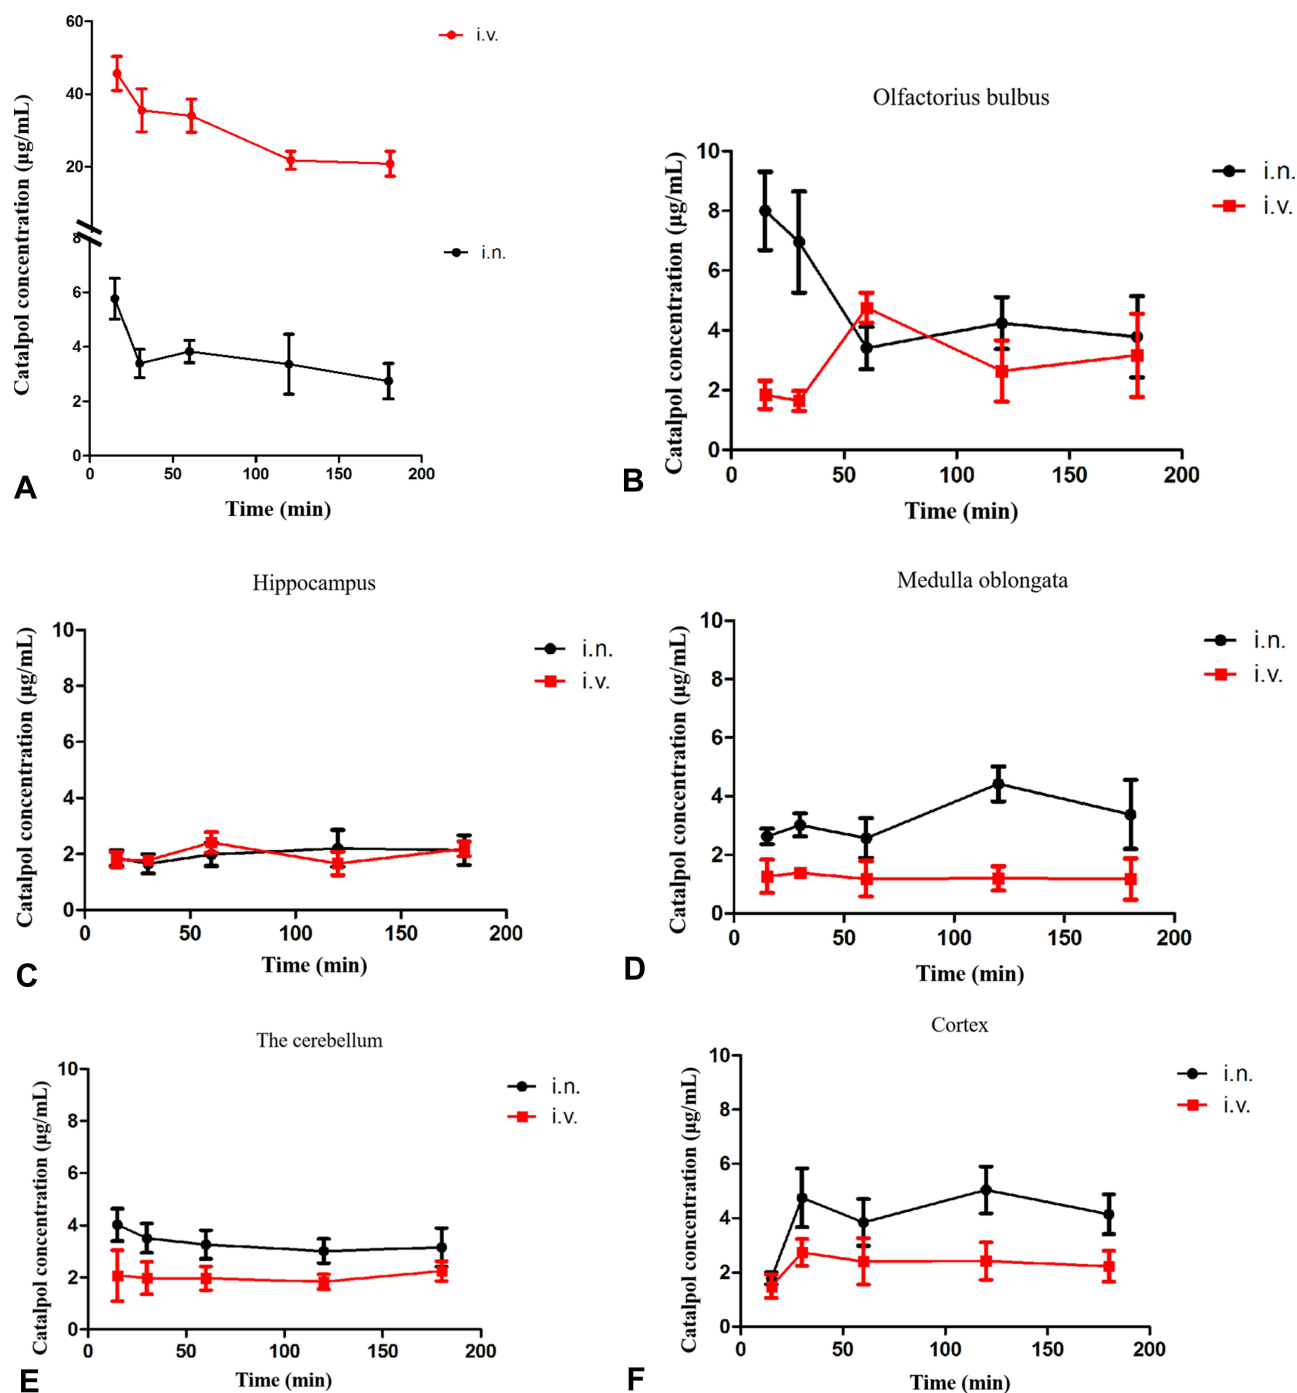 60
40
20
8
6
4
2
0
0 50 100 150 200
Catalpol concentration (μg/mL)
Time (min)
i.v.
i.n.
A
Olfactorius bulbus
10
8
6
4
2
0
0 50 100 150 200
Catalpol concentration (μg/mL)
Time (min)
i.n.
i.v.
B
Hippocampus
10
8
6
4
2
0
0 50 100 150 200
Catalpol concentration (μg/mL)
Time (min)
i.n.
i.v.
C
Medulla oblongata
10
8
6
4
2
0
0 50 100 150 200
Catalpol concentration (μg/mL)
Time (min)
i.n.
i.v.
D
The cerebellum
10
8
6
4
2
0
0 50 100 150 200
Catalpol concentration (μg/mL)
Time (min)
i.n.
i.v.
E
Cortex
10
8
6
4
2
0
0 50 100 150 200
Catalpol concentration (μg/mL)
Time (min)
i.n.
i.v.
F